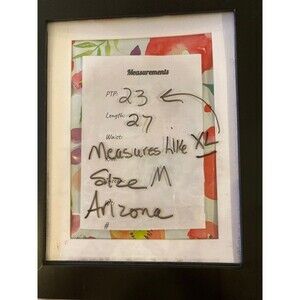 Measurements
PTP: 23
Length: 27
Waist:
Measures like XL
Size M
Arizona
#